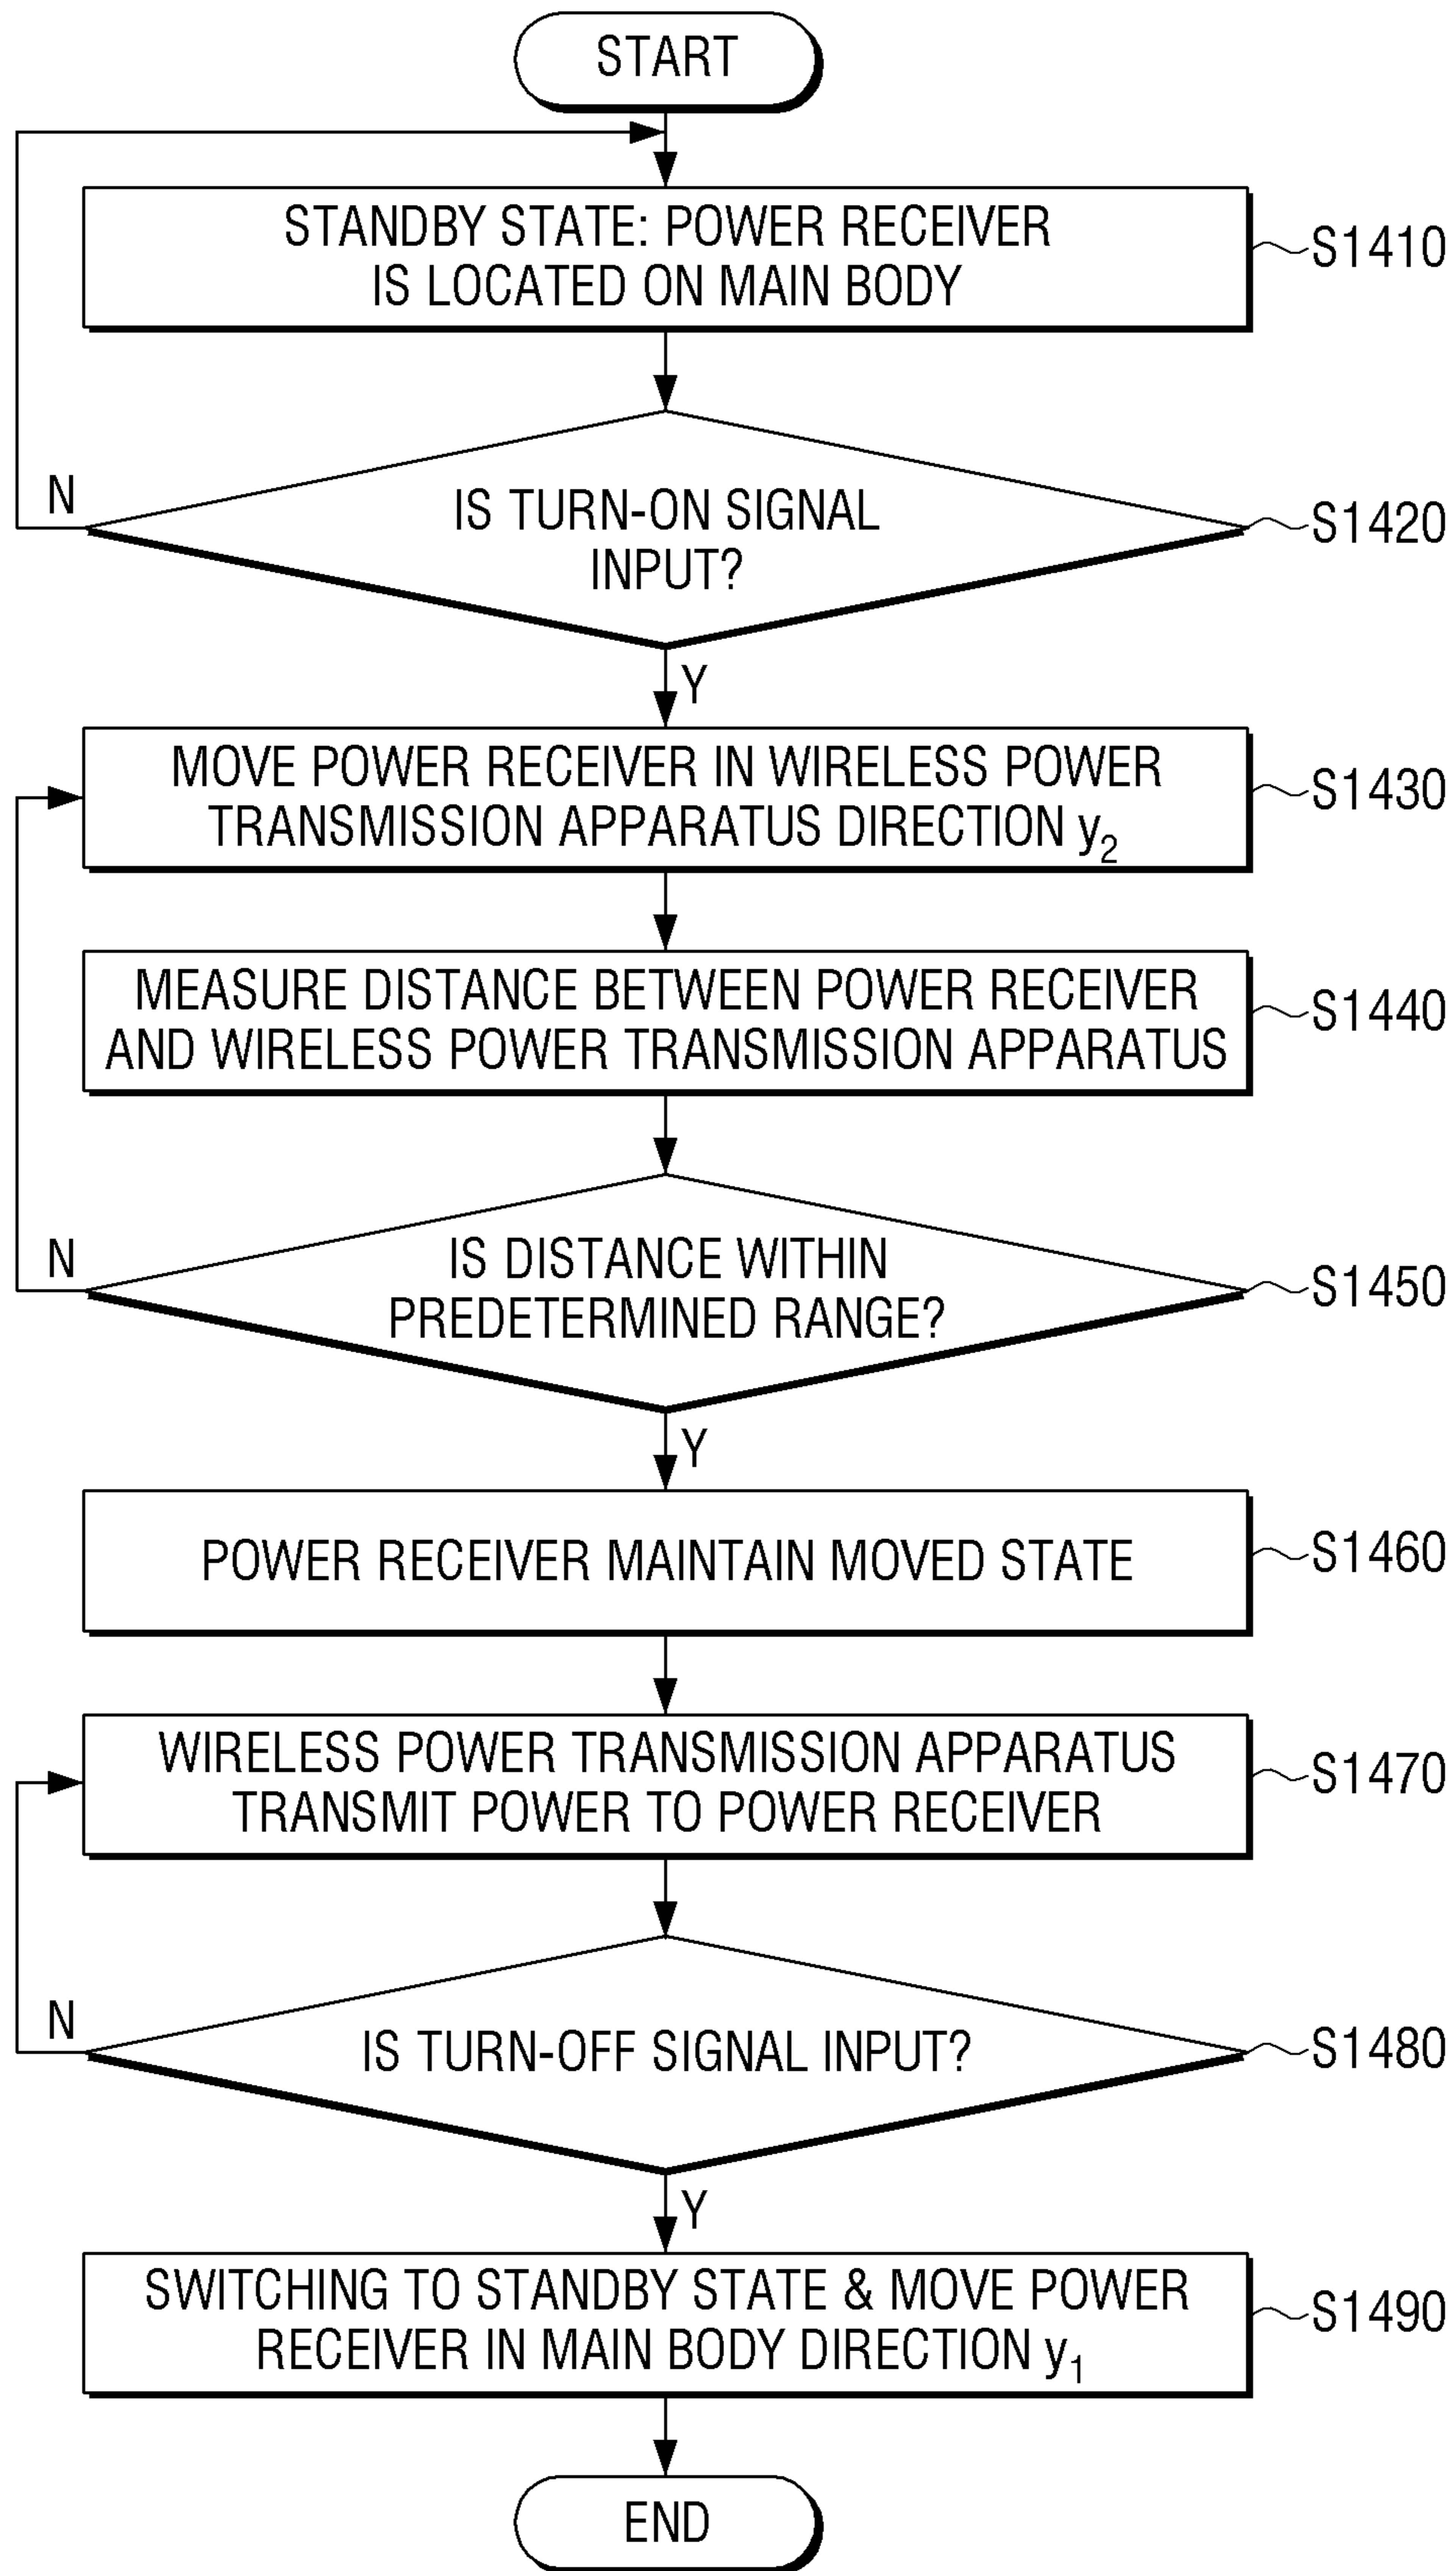 START
STANDBY STATE: POWER RECEIVER
IS LOCATED ON MAIN BODY
S1410
N
IS TURN-ON SIGNAL
INPUT?
S1420
Y
MOVE POWER RECEIVER IN WIRELESS POWER
TRANSMISSION APPARATUS DIRECTION y₂
S1430
MEASURE DISTANCE BETWEEN POWER RECEIVER
AND WIRELESS POWER TRANSMISSION APPARATUS
S1440
N
IS DISTANCE WITHIN
PREDETERMINED RANGE?
S1450
Y
POWER RECEIVER MAINTAIN MOVED STATE
S1460
WIRELESS POWER TRANSMISSION APPARATUS
TRANSMIT POWER TO POWER RECEIVER
S1470
N
IS TURN-OFF SIGNAL INPUT?
S1480
Y
SWITCHING TO STANDBY STATE & MOVE POWER
RECEIVER IN MAIN BODY DIRECTION y₁
S1490
END